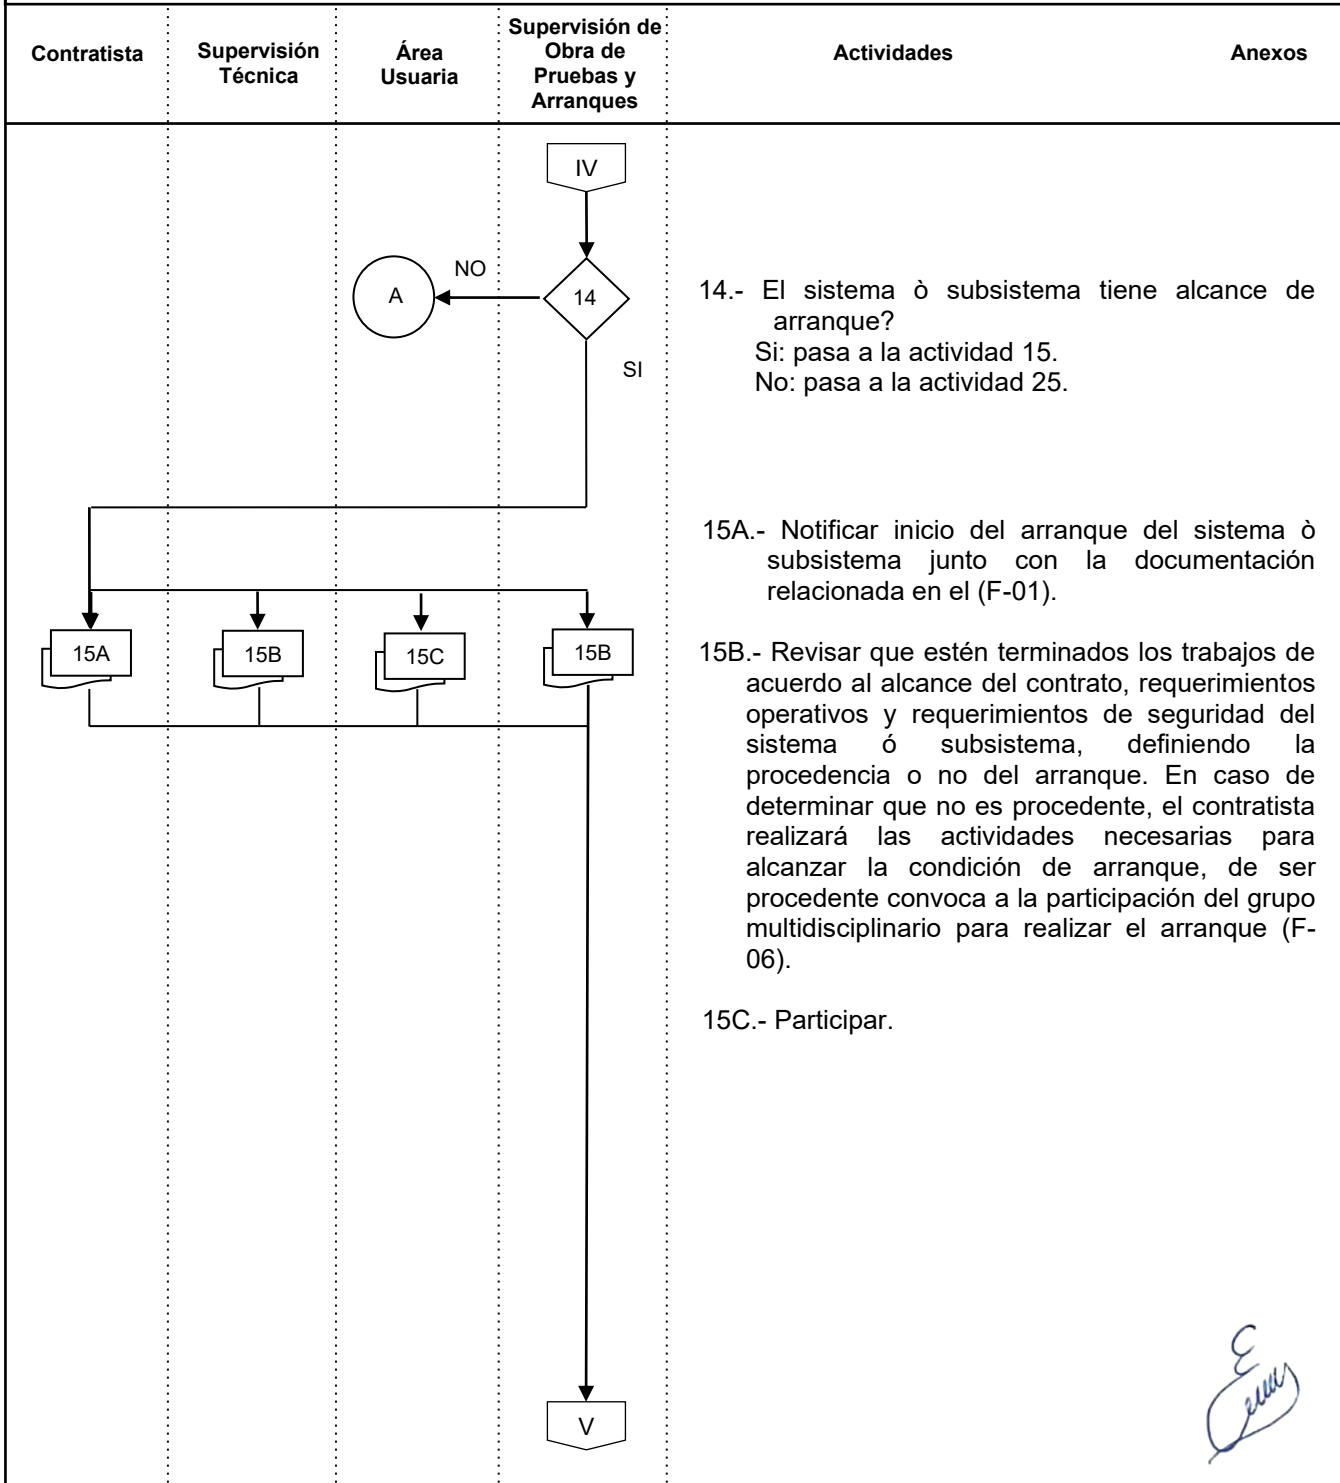 Contratista
Supervisión
Técnica
Área
Usuaria
Supervisión de
Obra de
Pruebas y
Arranques
Actividades
Anexos
IV
A
NO
14
SI
15A
15B
15C
15B
V
14.- El sistema ò subsistema tiene alcance de
arranque?
Si: pasa a la actividad 15.
No: pasa a la actividad 25.
15A.- Notificar inicio del arranque del sistema ò
subsistema junto con la documentación
relacionada en el (F-01).
15B.- Revisar que estén terminados los trabajos de
acuerdo al alcance del contrato, requerimientos
operativos y requerimientos de seguridad del
sistema ó subsistema, definiendo la
procedencia o no del arranque. En caso de
determinar que no es procedente, el contratista
realizará las actividades necesarias para
alcanzar la condición de arranque, de ser
procedente convoca a la participación del grupo
multidisciplinario para realizar el arranque (F-
06).
15C.- Participar.